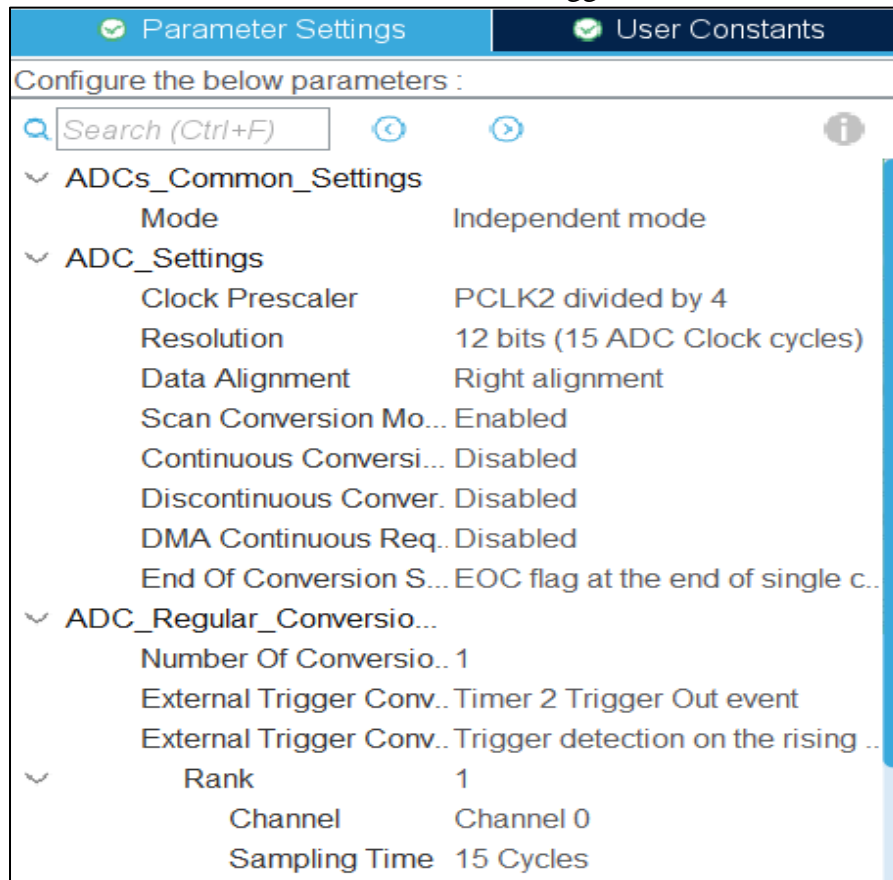 Parameter Settings
User Constants
Configure the below parameters :
Search (Ctrl+F)
ADCs_Common_Settings
Mode Independent mode
ADC_Settings
Clock Prescaler PCLK2 divided by 4
Resolution 12 bits (15 ADC Clock cycles)
Data Alignment Right alignment
Scan Conversion Mo... Enabled
Continuous Conversi... Disabled
Discontinuous Conver. Disabled
DMA Continuous Req.. Disabled
End Of Conversion S... EOC flag at the end of single c..
ADC_Regular_Conversio...
Number Of Conversio.. 1
External Trigger Conv.. Timer 2 Trigger Out event
External Trigger Conv.. Trigger detection on the rising ..
Rank 1
Channel Channel 0
Sampling Time 15 Cycles